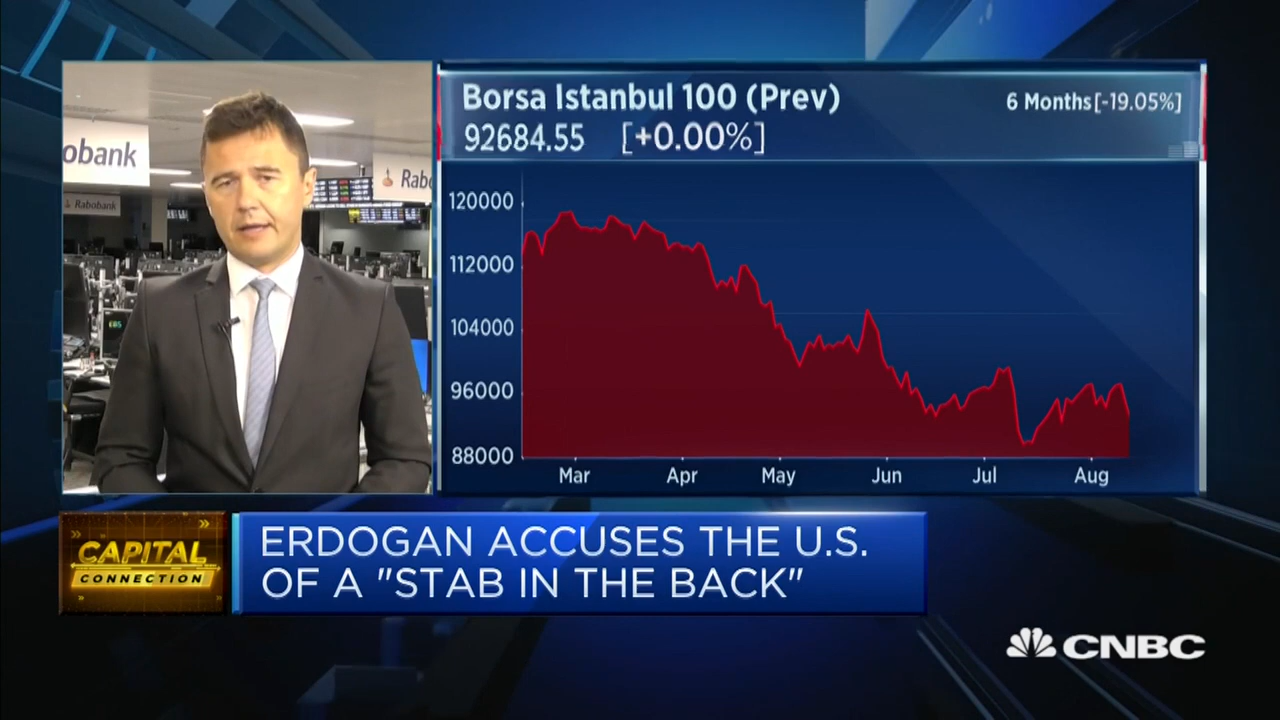 obank
Rabobank
Rabo
Borsa Istanbul 100 (Prev)
6 Months[-19.05%]
92684.55 [+0.00%]
120000
112000
104000
96000
88000
Mar Apr May Jun Jul Aug
CAPITAL
CONNECTION
ERDOGAN ACCUSES THE U.S.
OF A "STAB IN THE BACK"
CNBC